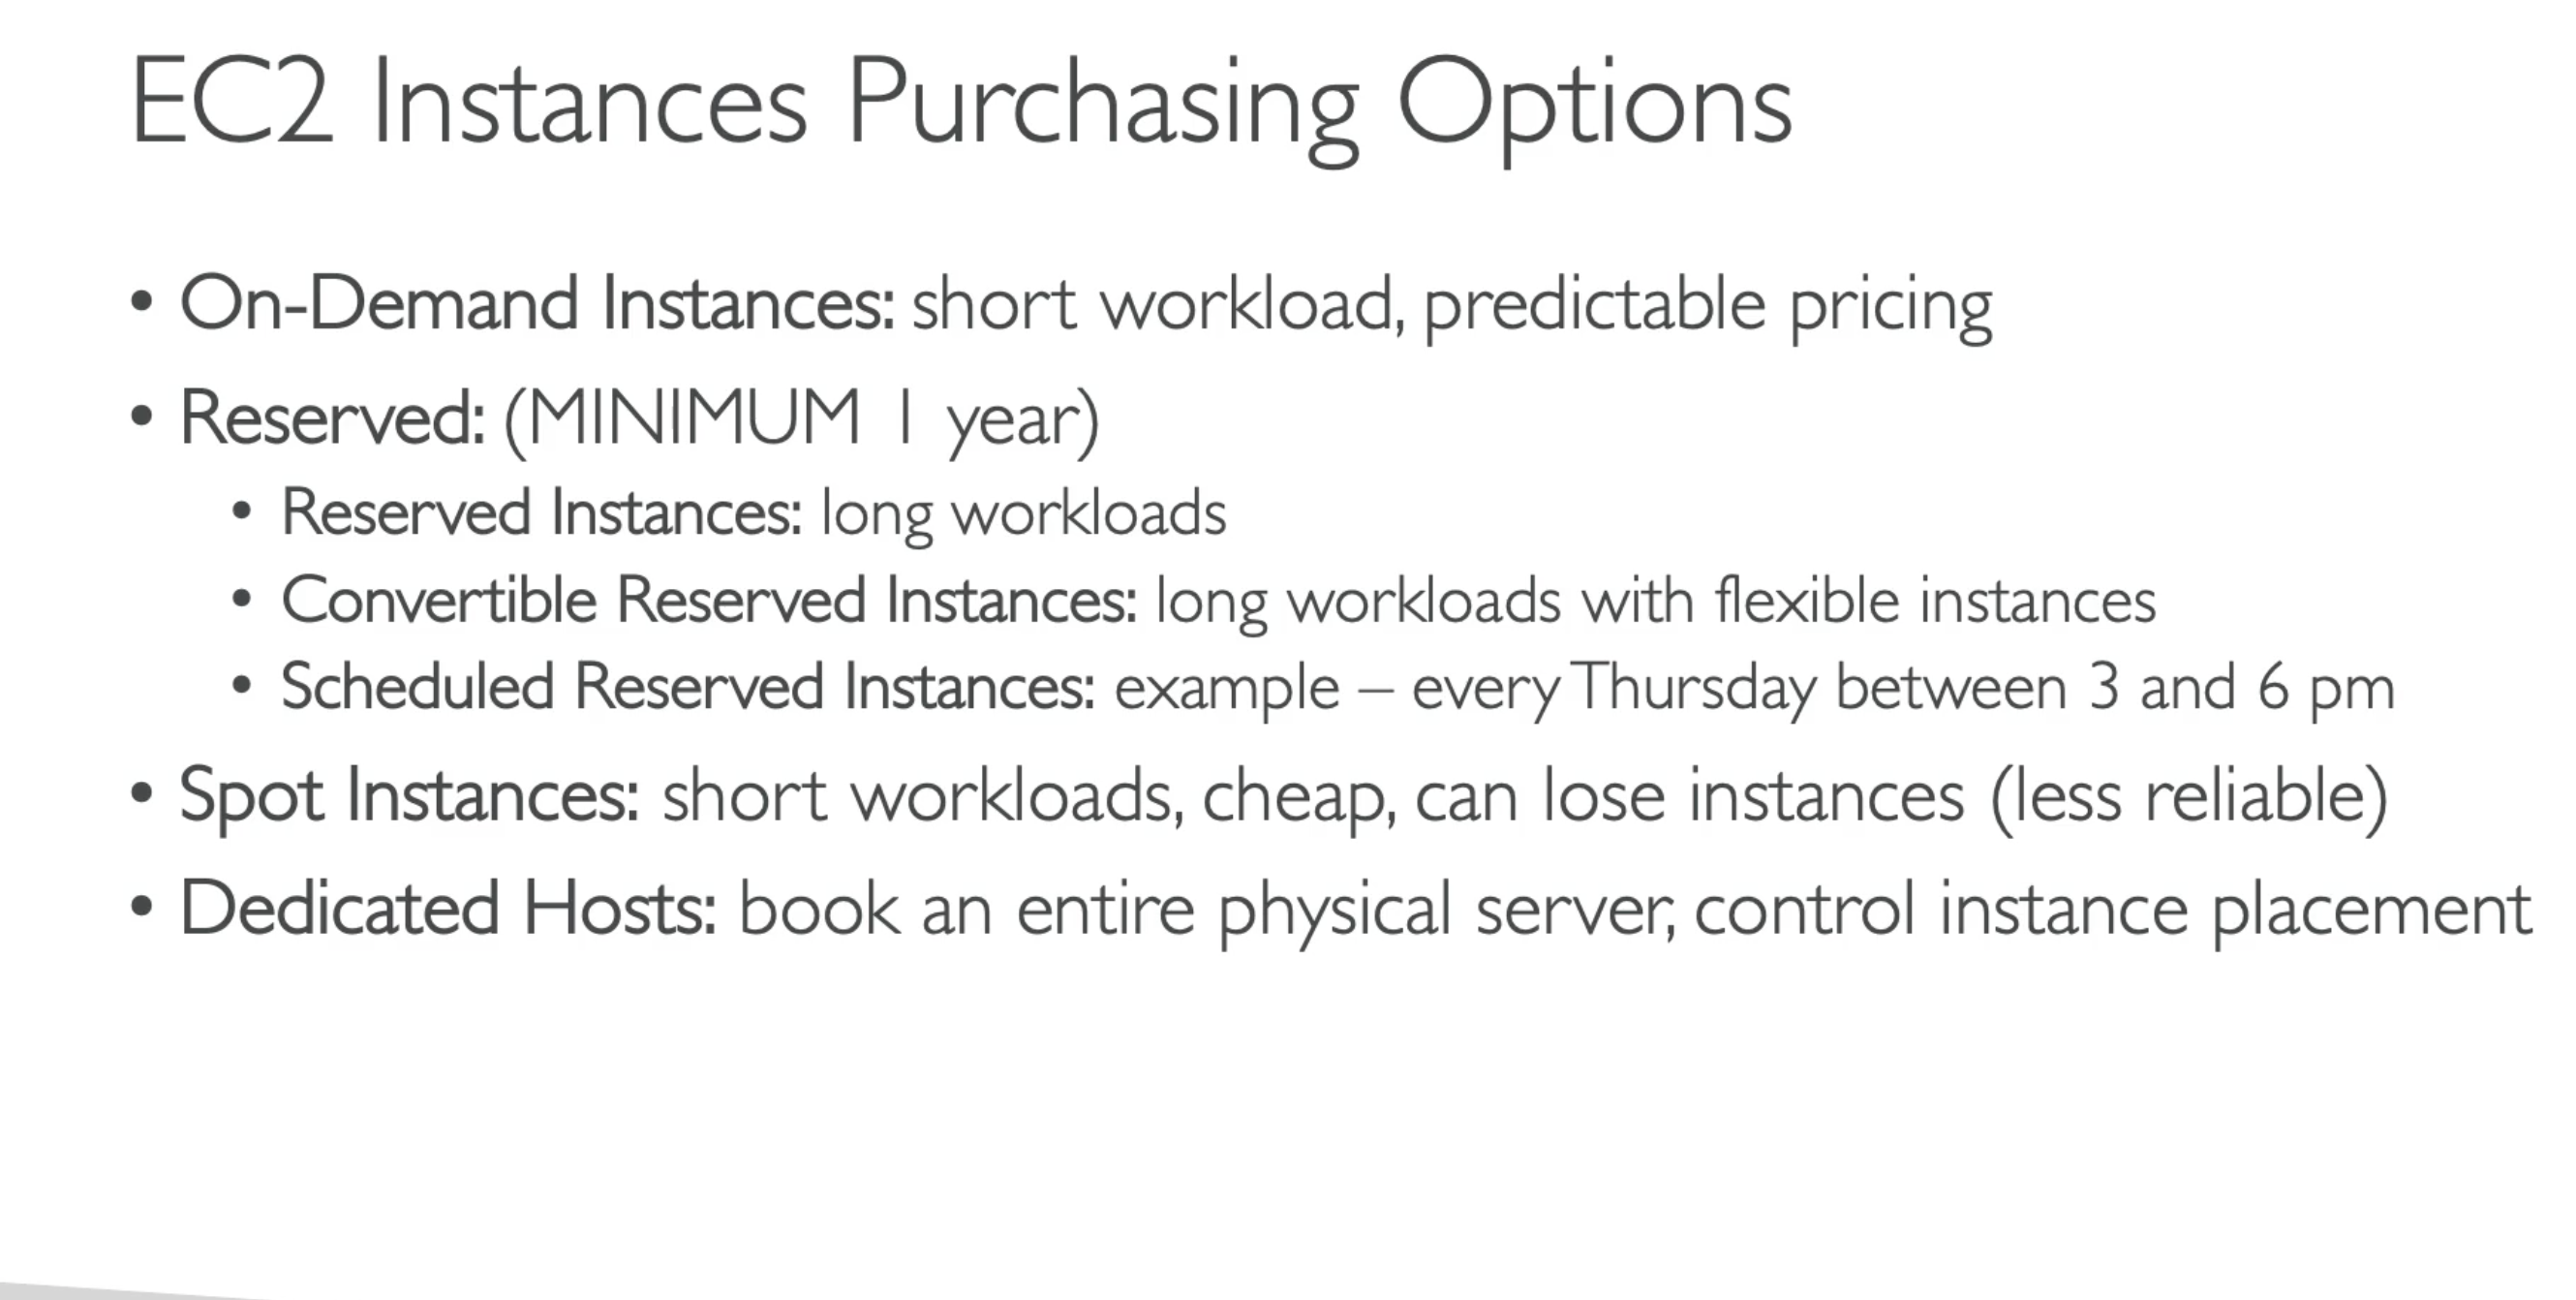 EC2 Instances Purchasing Options
• On-Demand Instances: short workload, predictable pricing
• Reserved: (MINIMUM 1 year)
• Reserved Instances: long workloads
• Convertible Reserved Instances: long workloads with flexible instances
• Scheduled Reserved Instances: example – every Thursday between 3 and 6 pm
• Spot Instances: short workloads, cheap, can lose instances (less reliable)
• Dedicated Hosts: book an entire physical server, control instance placement